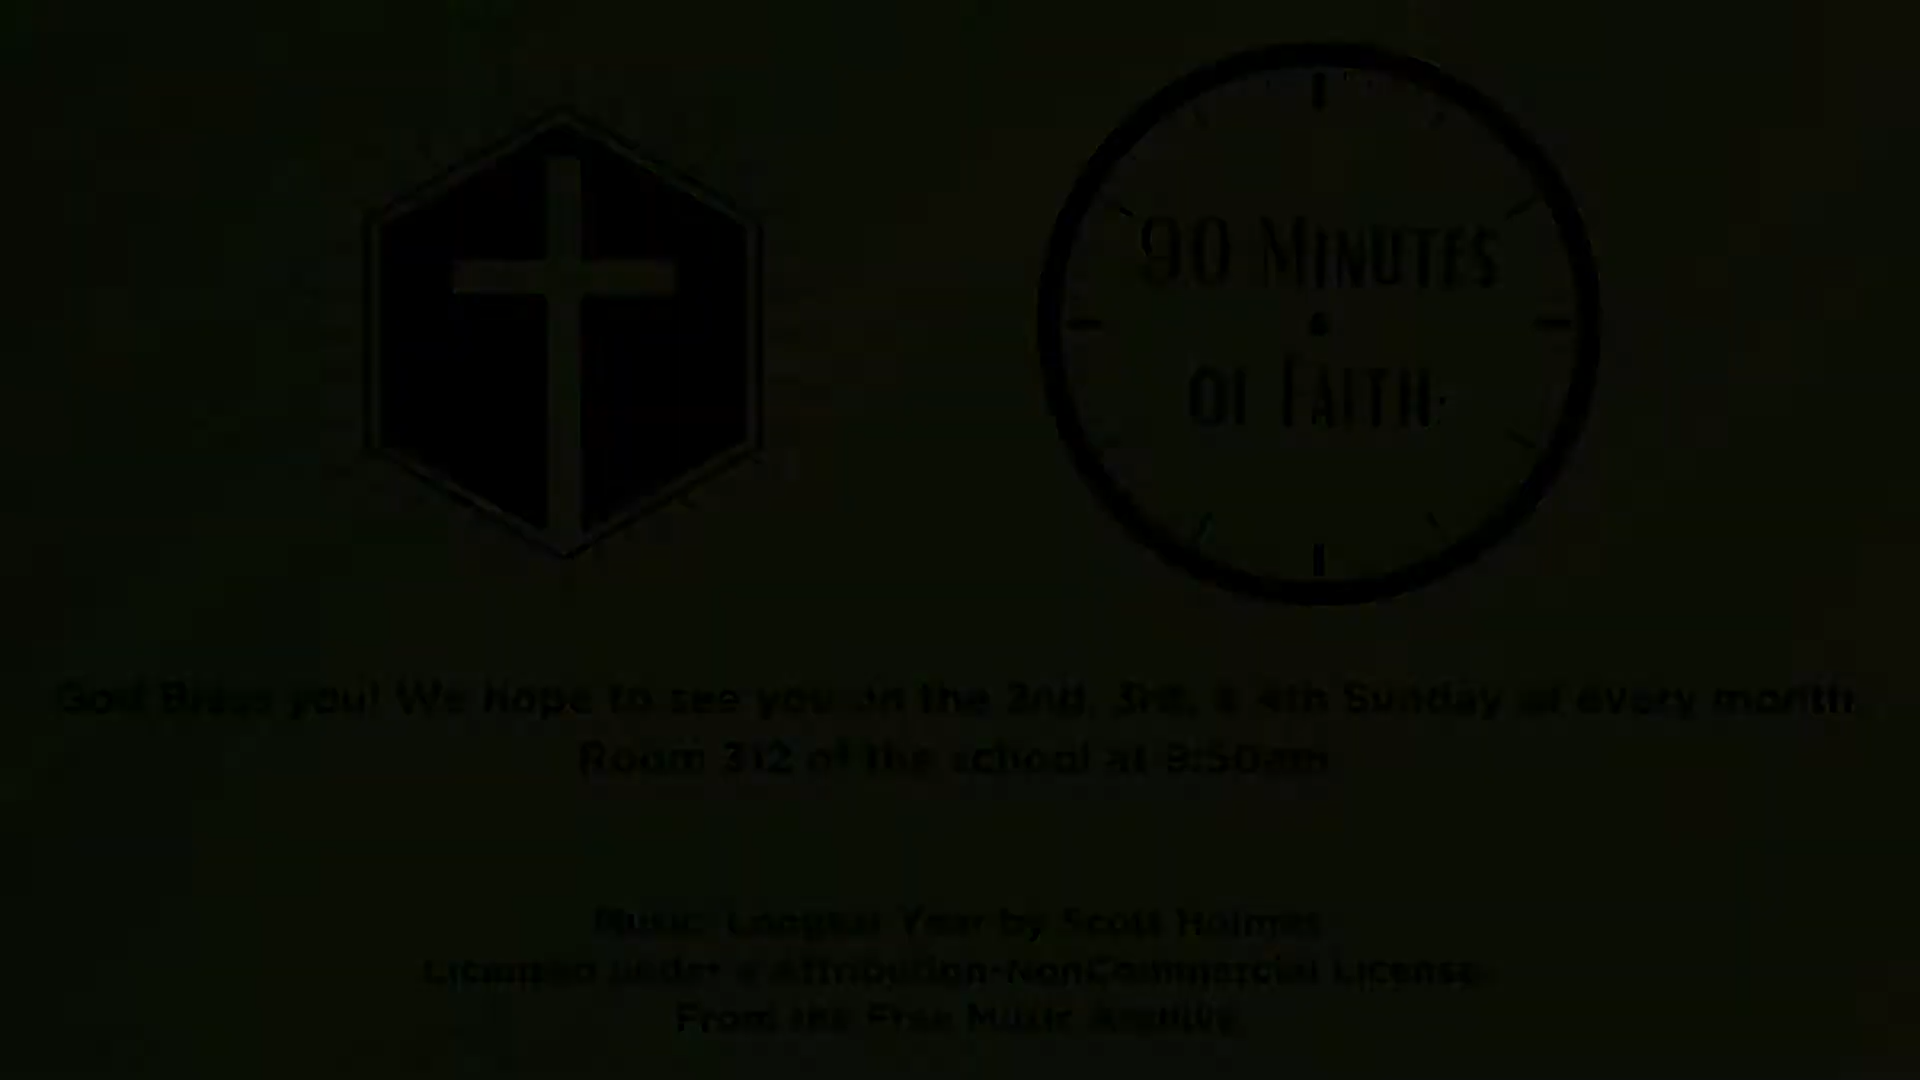 90 Minutes
of Faith
God Bless you! We hope to see you on the 2nd, 3rd, & 4th Sunday of every month.
Room 312 of the school at 9:50am
Music: Longest Year by Scott Holmes
Licensed under a Attribution-NonCommercial License
From the Free Music Archive